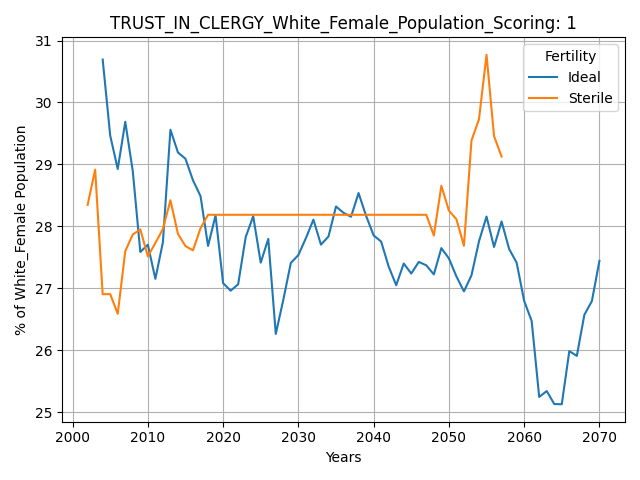 TRUST_IN_CLERGY_White_Female_Population_Scoring: 1
31
30
29
28
27
26
25
% of White_Female Population
Fertility
Ideal
Sterile
2000 2010 2020 2030 2040 2050 2060 2070
Years